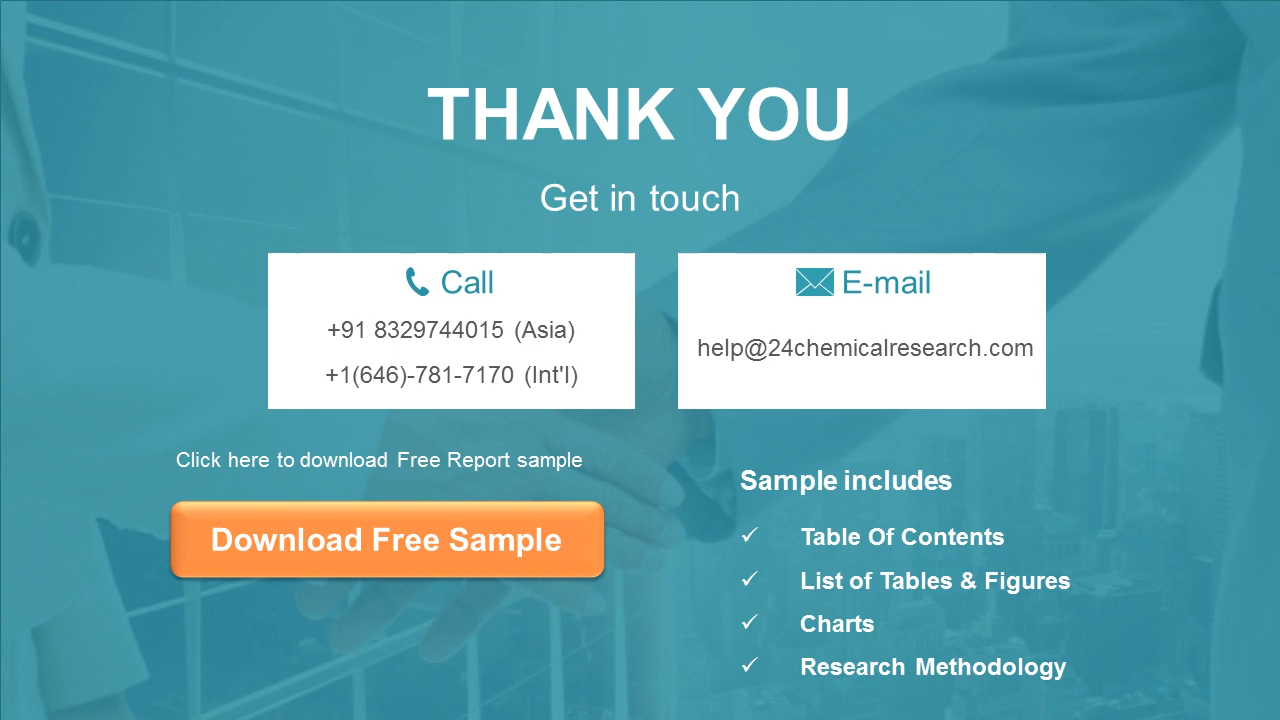 THANK YOU
Get in touch
Call
+91 8329744015 (Asia)
+1(646)-781-7170 (Int'l)
E-mail
help@24chemicalresearch.com
Click here to download Free Report sample
Download Free Sample
Sample includes
✓ Table Of Contents
✓ List of Tables & Figures
✓ Charts
✓ Research Methodology